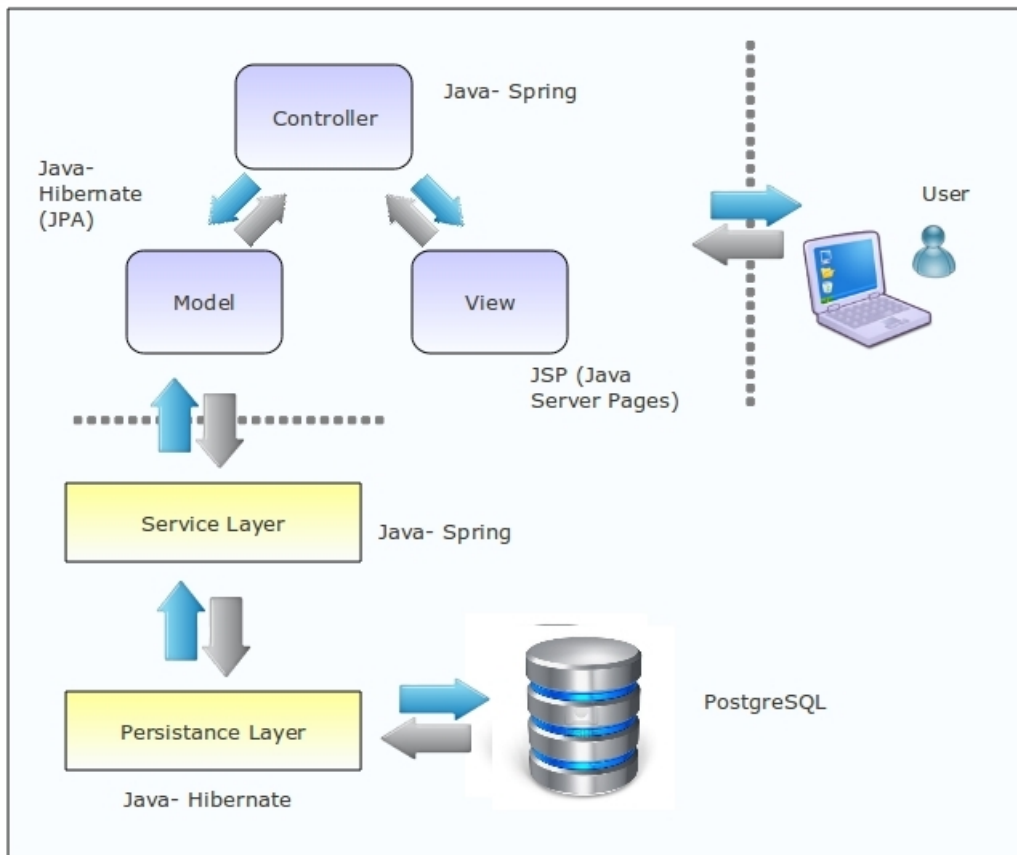 Java- Spring
Controller
Java-
Hibernate
(JPA)
User
Model
View
JSP (Java
Server Pages)
Service Layer
Java- Spring
Persistance Layer
PostgreSQL
Java- Hibernate